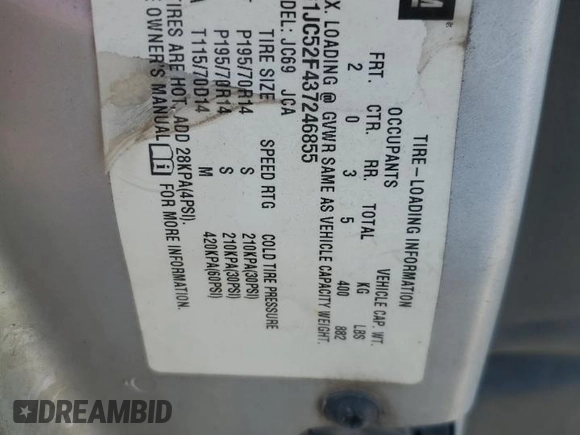 GM
TIRE-LOADING INFORMATION
OCCUPANTS VEHICLE CAP. WT.
FRT. CTR. RR. TOTAL KG LBS
2 0 3 5 400 882
X. LOADING @ GVWR SAME AS VEHICLE CAPACITY WEIGHT.
1JC52F437246855
DEL: JC69 JCA
TIRE SIZE SPEED RTG COLD TIRE PRESSURE
P195/70R14 S 210KPA(30PSI)
P195/70R14 S 210KPA(30PSI)
T115/70D14 M 420KPA(60PSI)
TIRES ARE HOT, ADD 28KPA(4PSI).
OWNER'S MANUAL FOR MORE INFORMATION.
DREAMBID